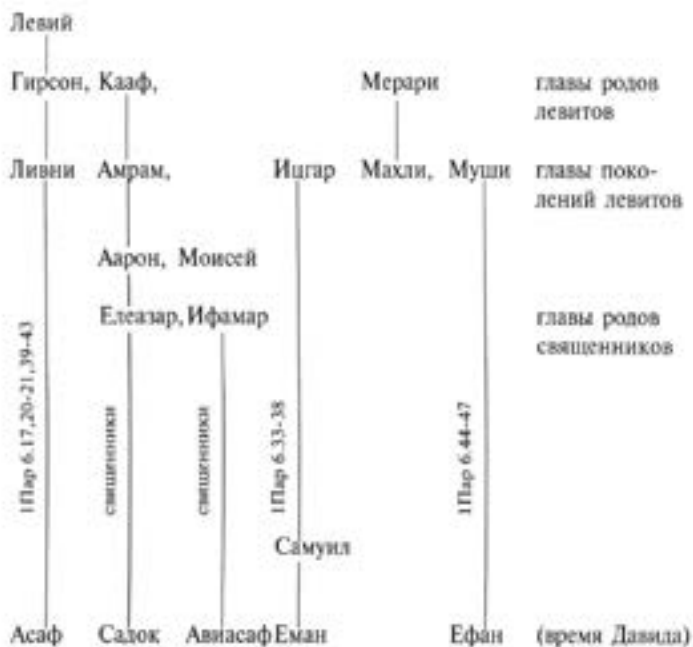 Левий
Гирсон, Кааф, Мерари главы родов
левитов
Ливни Амрам, Ицгар Махли, Муши главы поко-
лений левитов
Аарон, Моисей
Елеазар, Ифамар главы родов
священников
1Пар 6.17,20-21,39-43
священники
священники
1Пар 6.33-38
1Пар 6.44-47
Самуил
Асаф Садок Авиасаф Еман Ефан (время Давида)